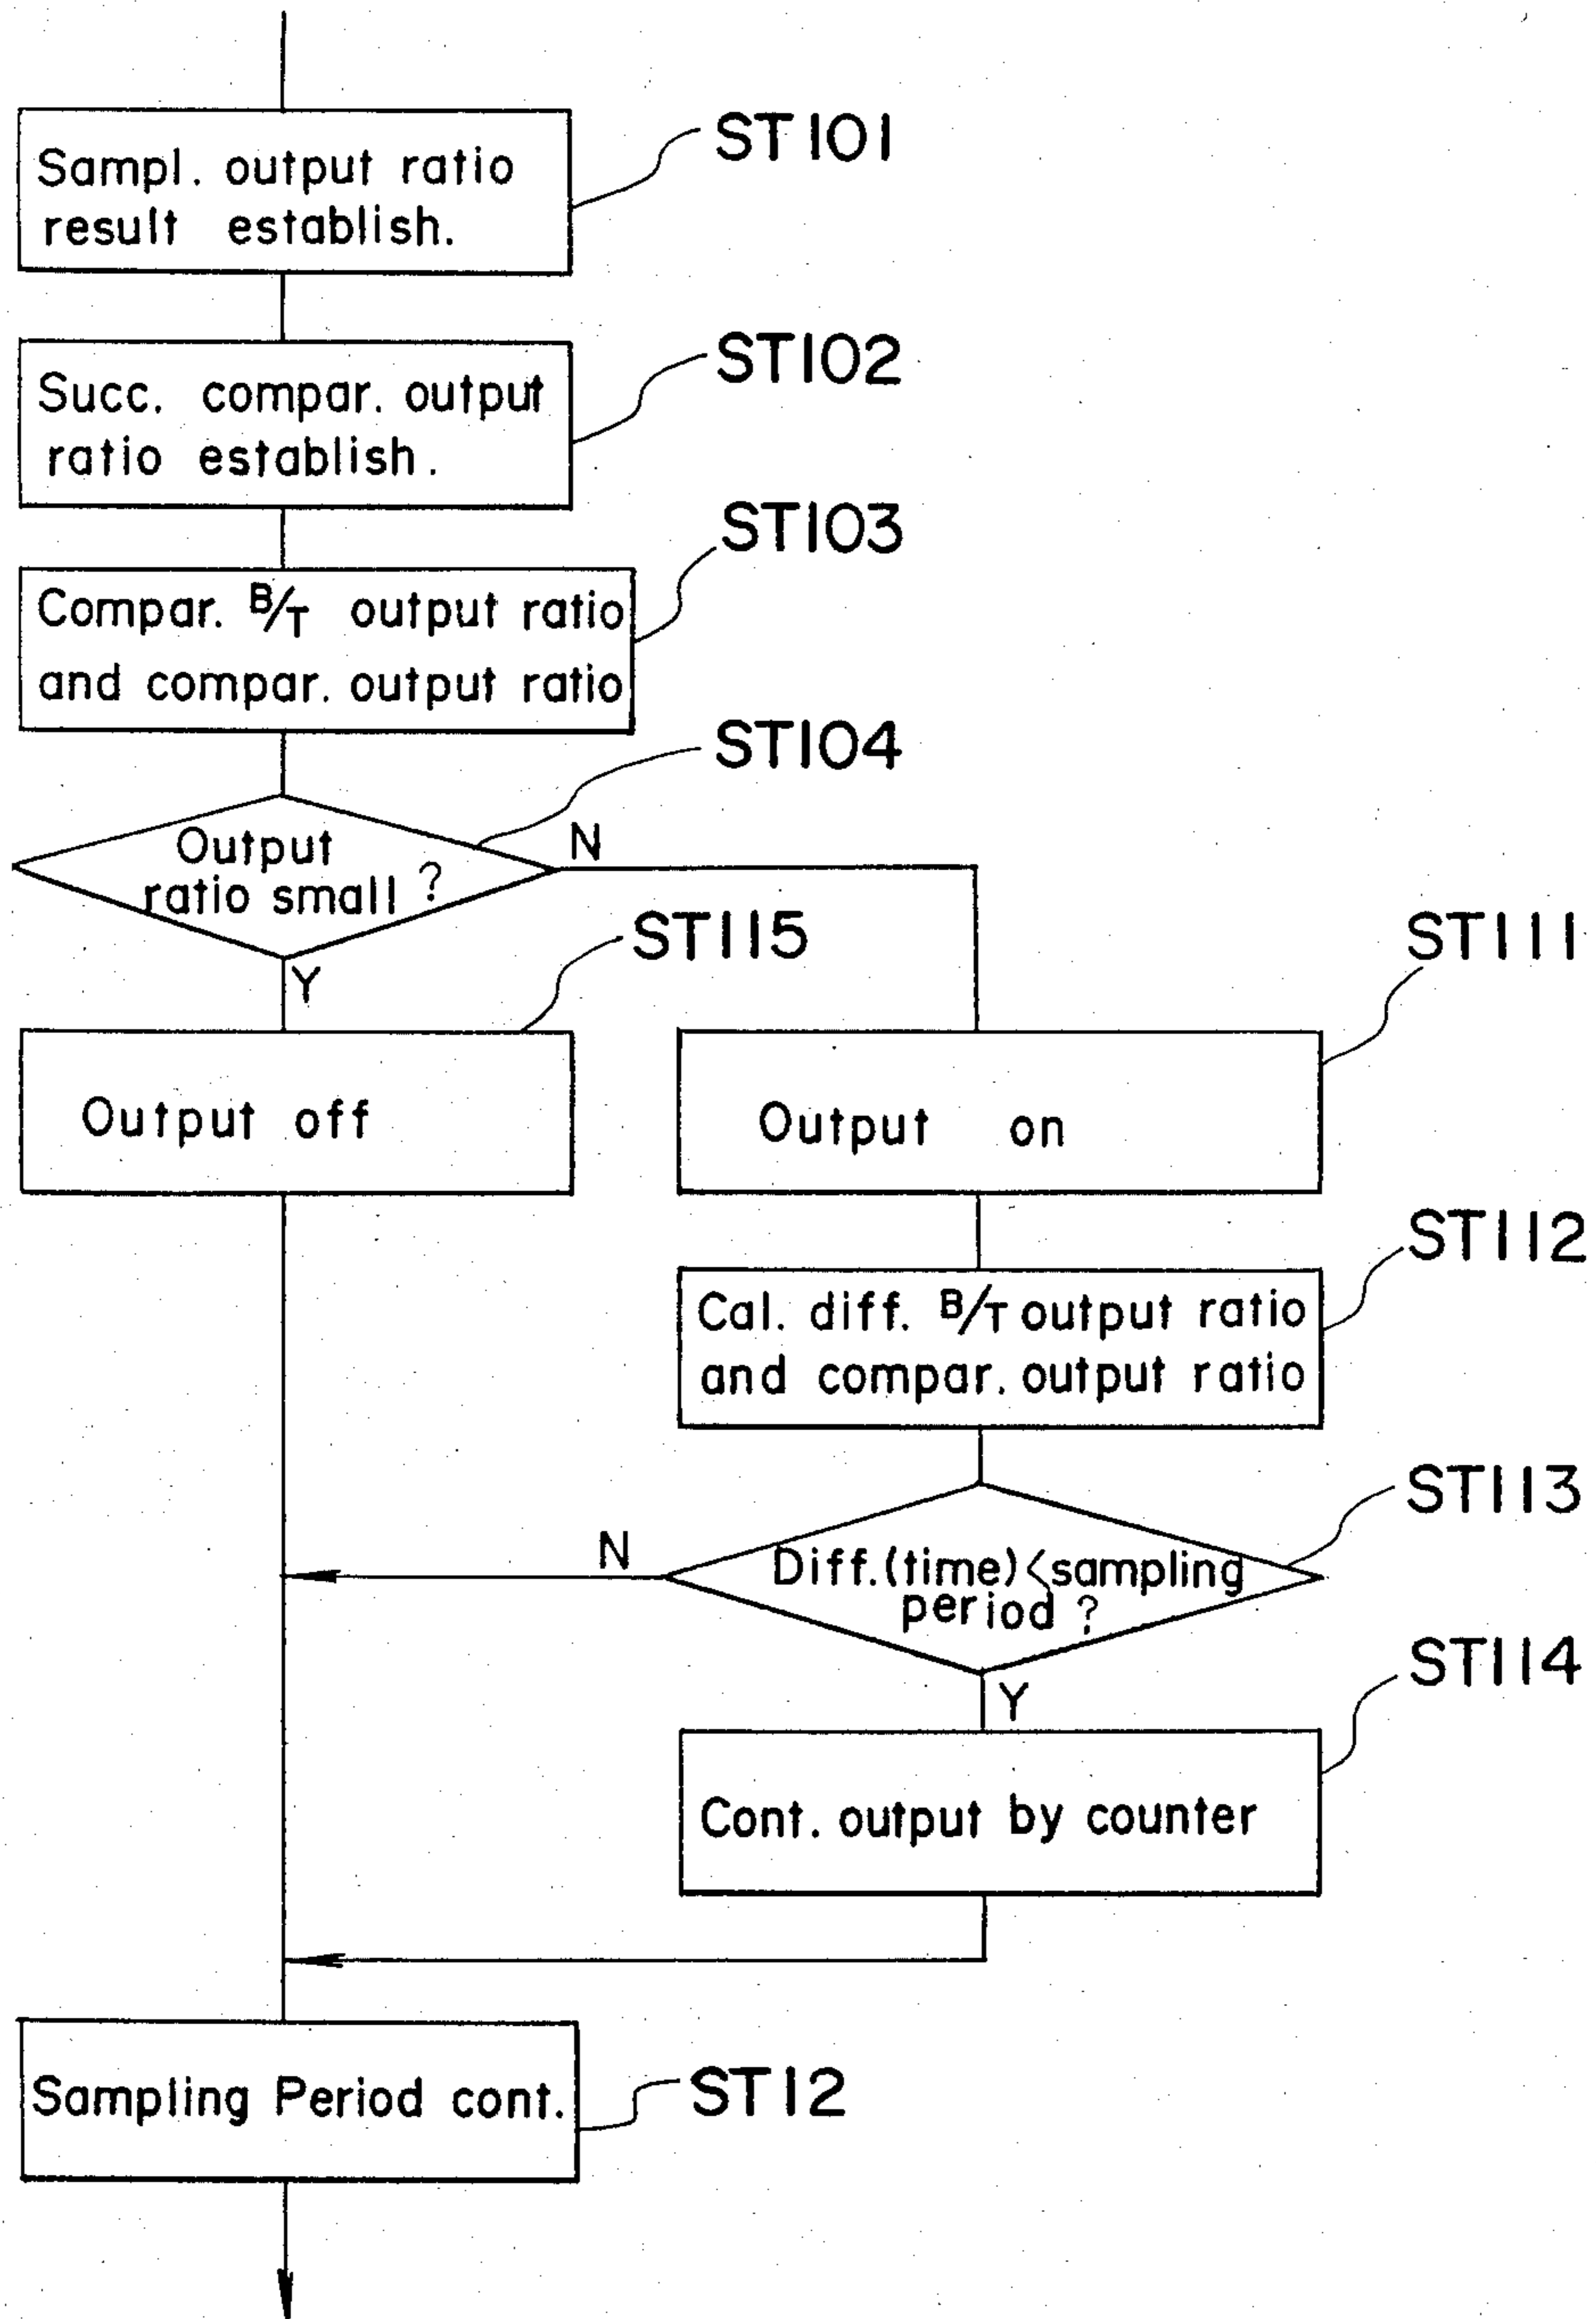 ST101
Sampl. output ratio
result establish.
ST102
Succ. compar. output
ratio establish.
ST103
Compar. B/T output ratio
and compar. output ratio
ST104
Output
ratio small ?
N
Y
ST115
Output off
ST111
Output on
ST112
Cal. diff. B/T output ratio
and compar. output ratio
ST113
Diff.(time)<sampling
period ?
N
Y
ST114
Cont. output by counter
Sampling Period cont.
ST12